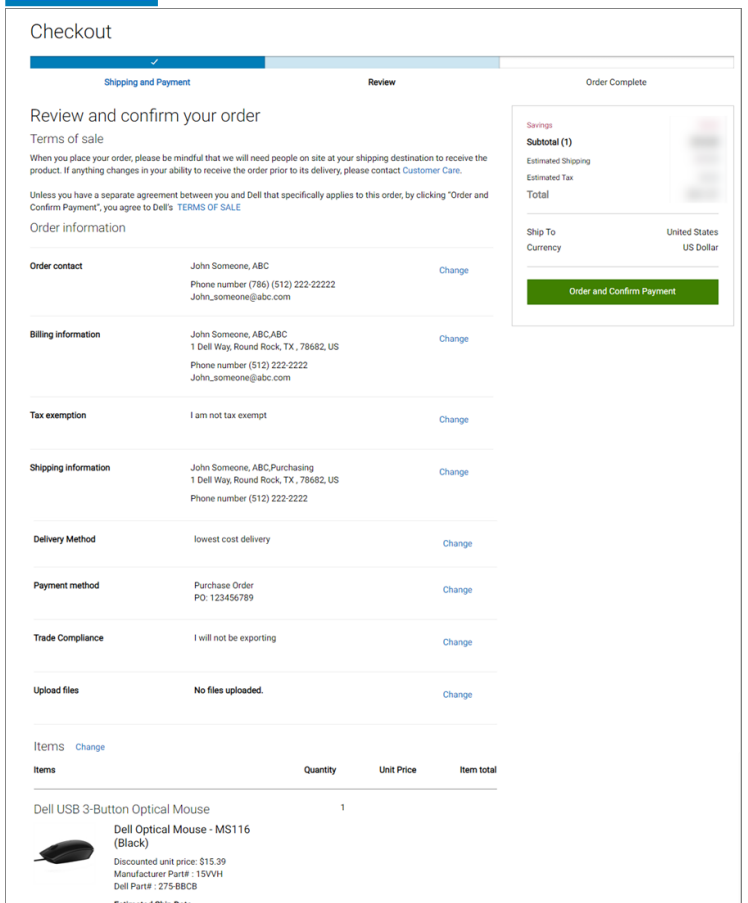 Checkout
Shipping and Payment
Review
Order Complete
Review and confirm your order
Terms of sale
When you place your order, please be mindful that we will need people on site at your shipping destination to receive the
product. If anything changes in your ability to receive the order prior to its delivery, please contact Customer Care.
Unless you have a separate agreement between you and Dell that specifically applies to this order, by clicking "Order and
Confirm Payment", you agree to Dell's TERMS OF SALE
Order information
Order contact
John Someone, ABC
Phone number (786) (512) 222-22222
John_someone@abc.com
Change
Billing information
John Someone, ABC,ABC
1 Dell Way, Round Rock, TX , 78682, US
Phone number (512) 222-2222
John_someone@abc.com
Change
Tax exemption
I am not tax exempt
Change
Shipping information
John Someone, ABC,Purchasing
1 Dell Way, Round Rock, TX , 78682, US
Phone number (512) 222-2222
Change
Delivery Method
lowest cost delivery
Change
Payment method
Purchase Order
PO: 123456789
Change
Trade Compliance
I will not be exporting
Change
Upload files
No files uploaded.
Change
Items Change
Items Quantity Unit Price Item total
Dell USB 3-Button Optical Mouse 1
Dell Optical Mouse - MS116
(Black)
Discounted unit price: $15.39
Manufacturer Part# : 15VVH
Dell Part# : 275-BBCB
Estimated Ship Date
Savings
Subtotal (1)
Estimated Shipping
Estimated Tax
Total
Ship To United States
Currency US Dollar
Order and Confirm Payment